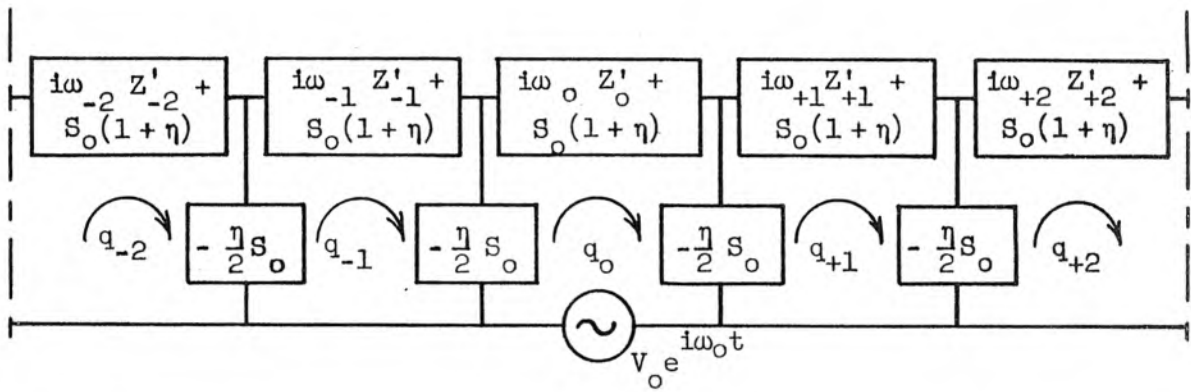 iω₋₂ Z'₋₂ +
S₀(1 + η)
iω₋₁ Z'₋₁ +
S₀(1 + η)
iω₀ Z'₀ +
S₀(1 + η)
iω₊₁Z'₊₁ +
S₀(1 + η)
iω₊₂ Z'₊₂ +
S₀(1 + η)
q₋₂
- η/2 S₀
q₋₁
- η/2 S₀
q₀
- η/2 S₀
q₊₁
- η/2 S₀
q₊₂
V₀e^{iω₀t}